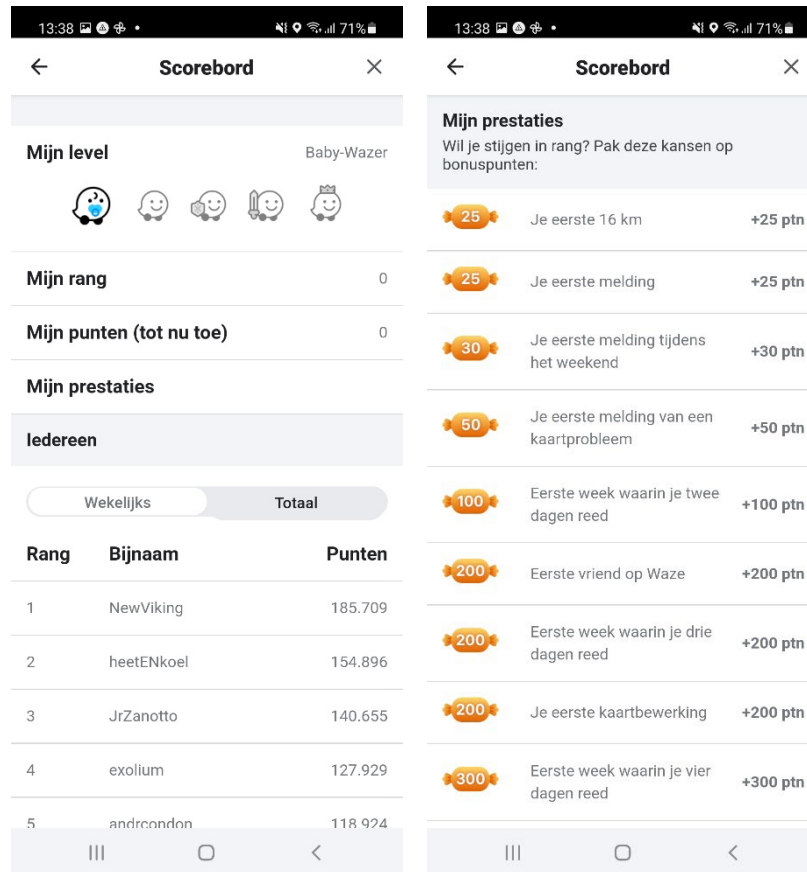 13:38 71%
Scorebord
Mijn level Baby-Wazer
Mijn rang 0
Mijn punten (tot nu toe) 0
Mijn prestaties
Iedereen
Wekelijks Totaal
Rang Bijnaam Punten
1 NewViking 185.709
2 heetENkoel 154.896
3 JrZanotto 140.655
4 exolium 127.929
5 andrcondon 118.924
13:38 71%
Scorebord
Mijn prestaties
Wil je stijgen in rang? Pak deze kansen op
bonuspunten:
25 Je eerste 16 km +25 ptn
25 Je eerste melding +25 ptn
30 Je eerste melding tijdens
het weekend +30 ptn
50 Je eerste melding van een
kaartprobleem +50 ptn
100 Eerste week waarin je twee
dagen reed +100 ptn
200 Eerste vriend op Waze +200 ptn
200 Eerste week waarin je drie
dagen reed +200 ptn
200 Je eerste kaartbewerking +200 ptn
300 Eerste week waarin je vier
dagen reed +300 ptn